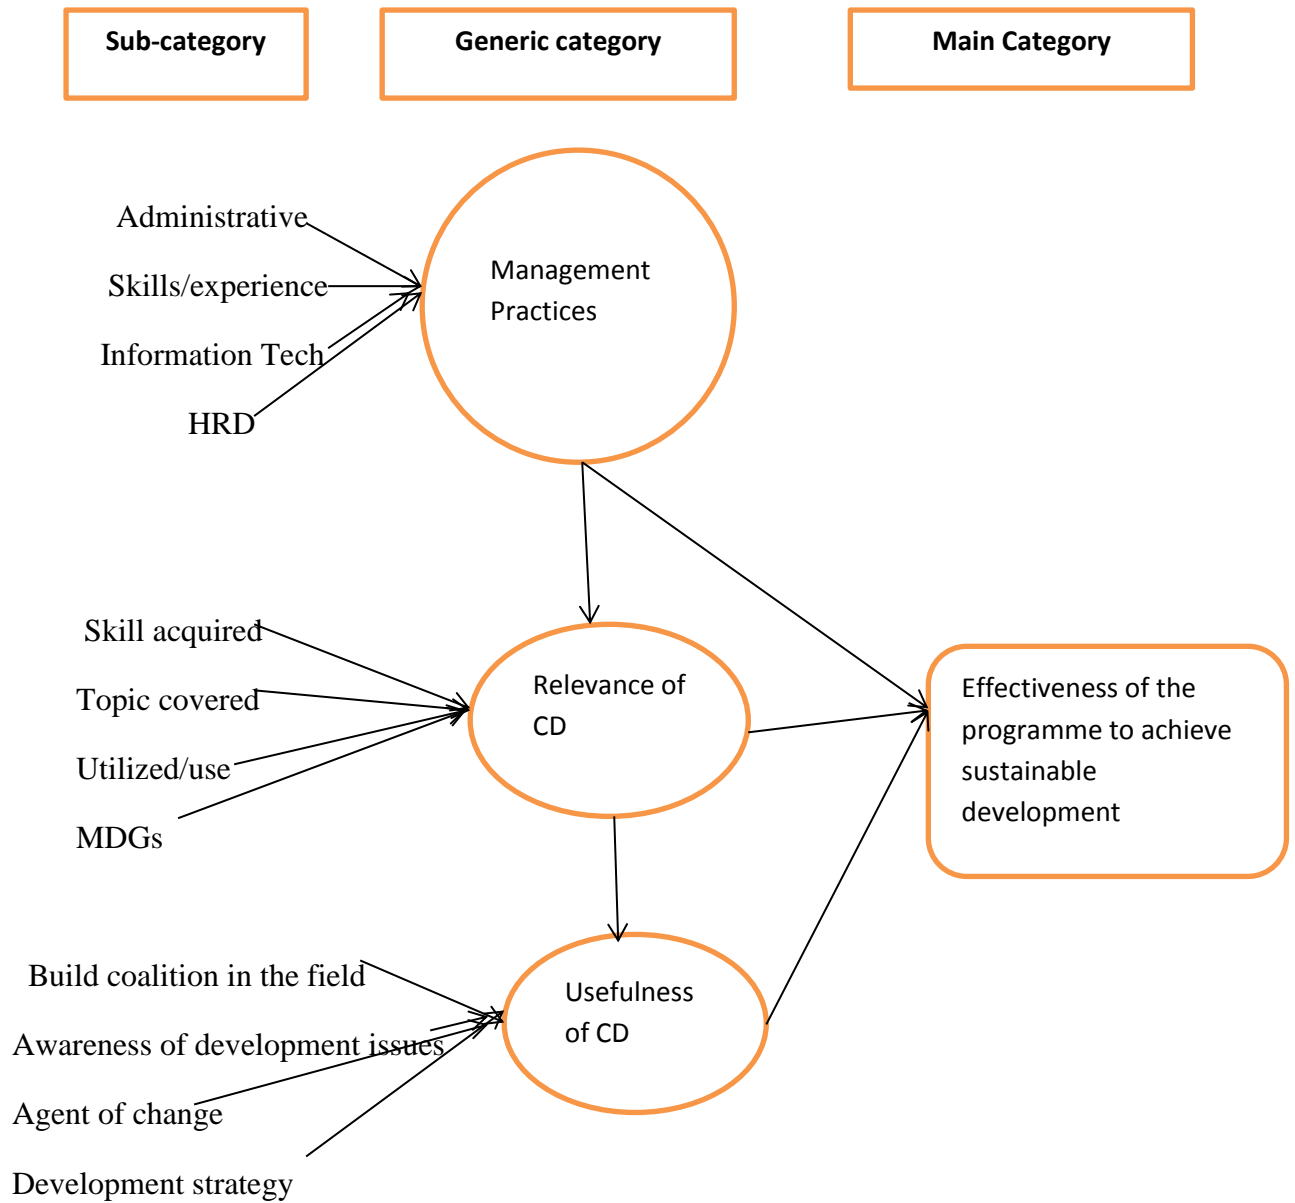 Sub-category
Generic category
Main Category
Administrative
Skills/experience
Information Tech
HRD
Management
Practices
Skill acquired
Topic covered
Utilized/use
MDGs
Relevance of
CD
Effectiveness of the
programme to achieve
sustainable
development
Build coalition in the field
Awareness of development issues
Agent of change
Development strategy
Usefulness
of CD